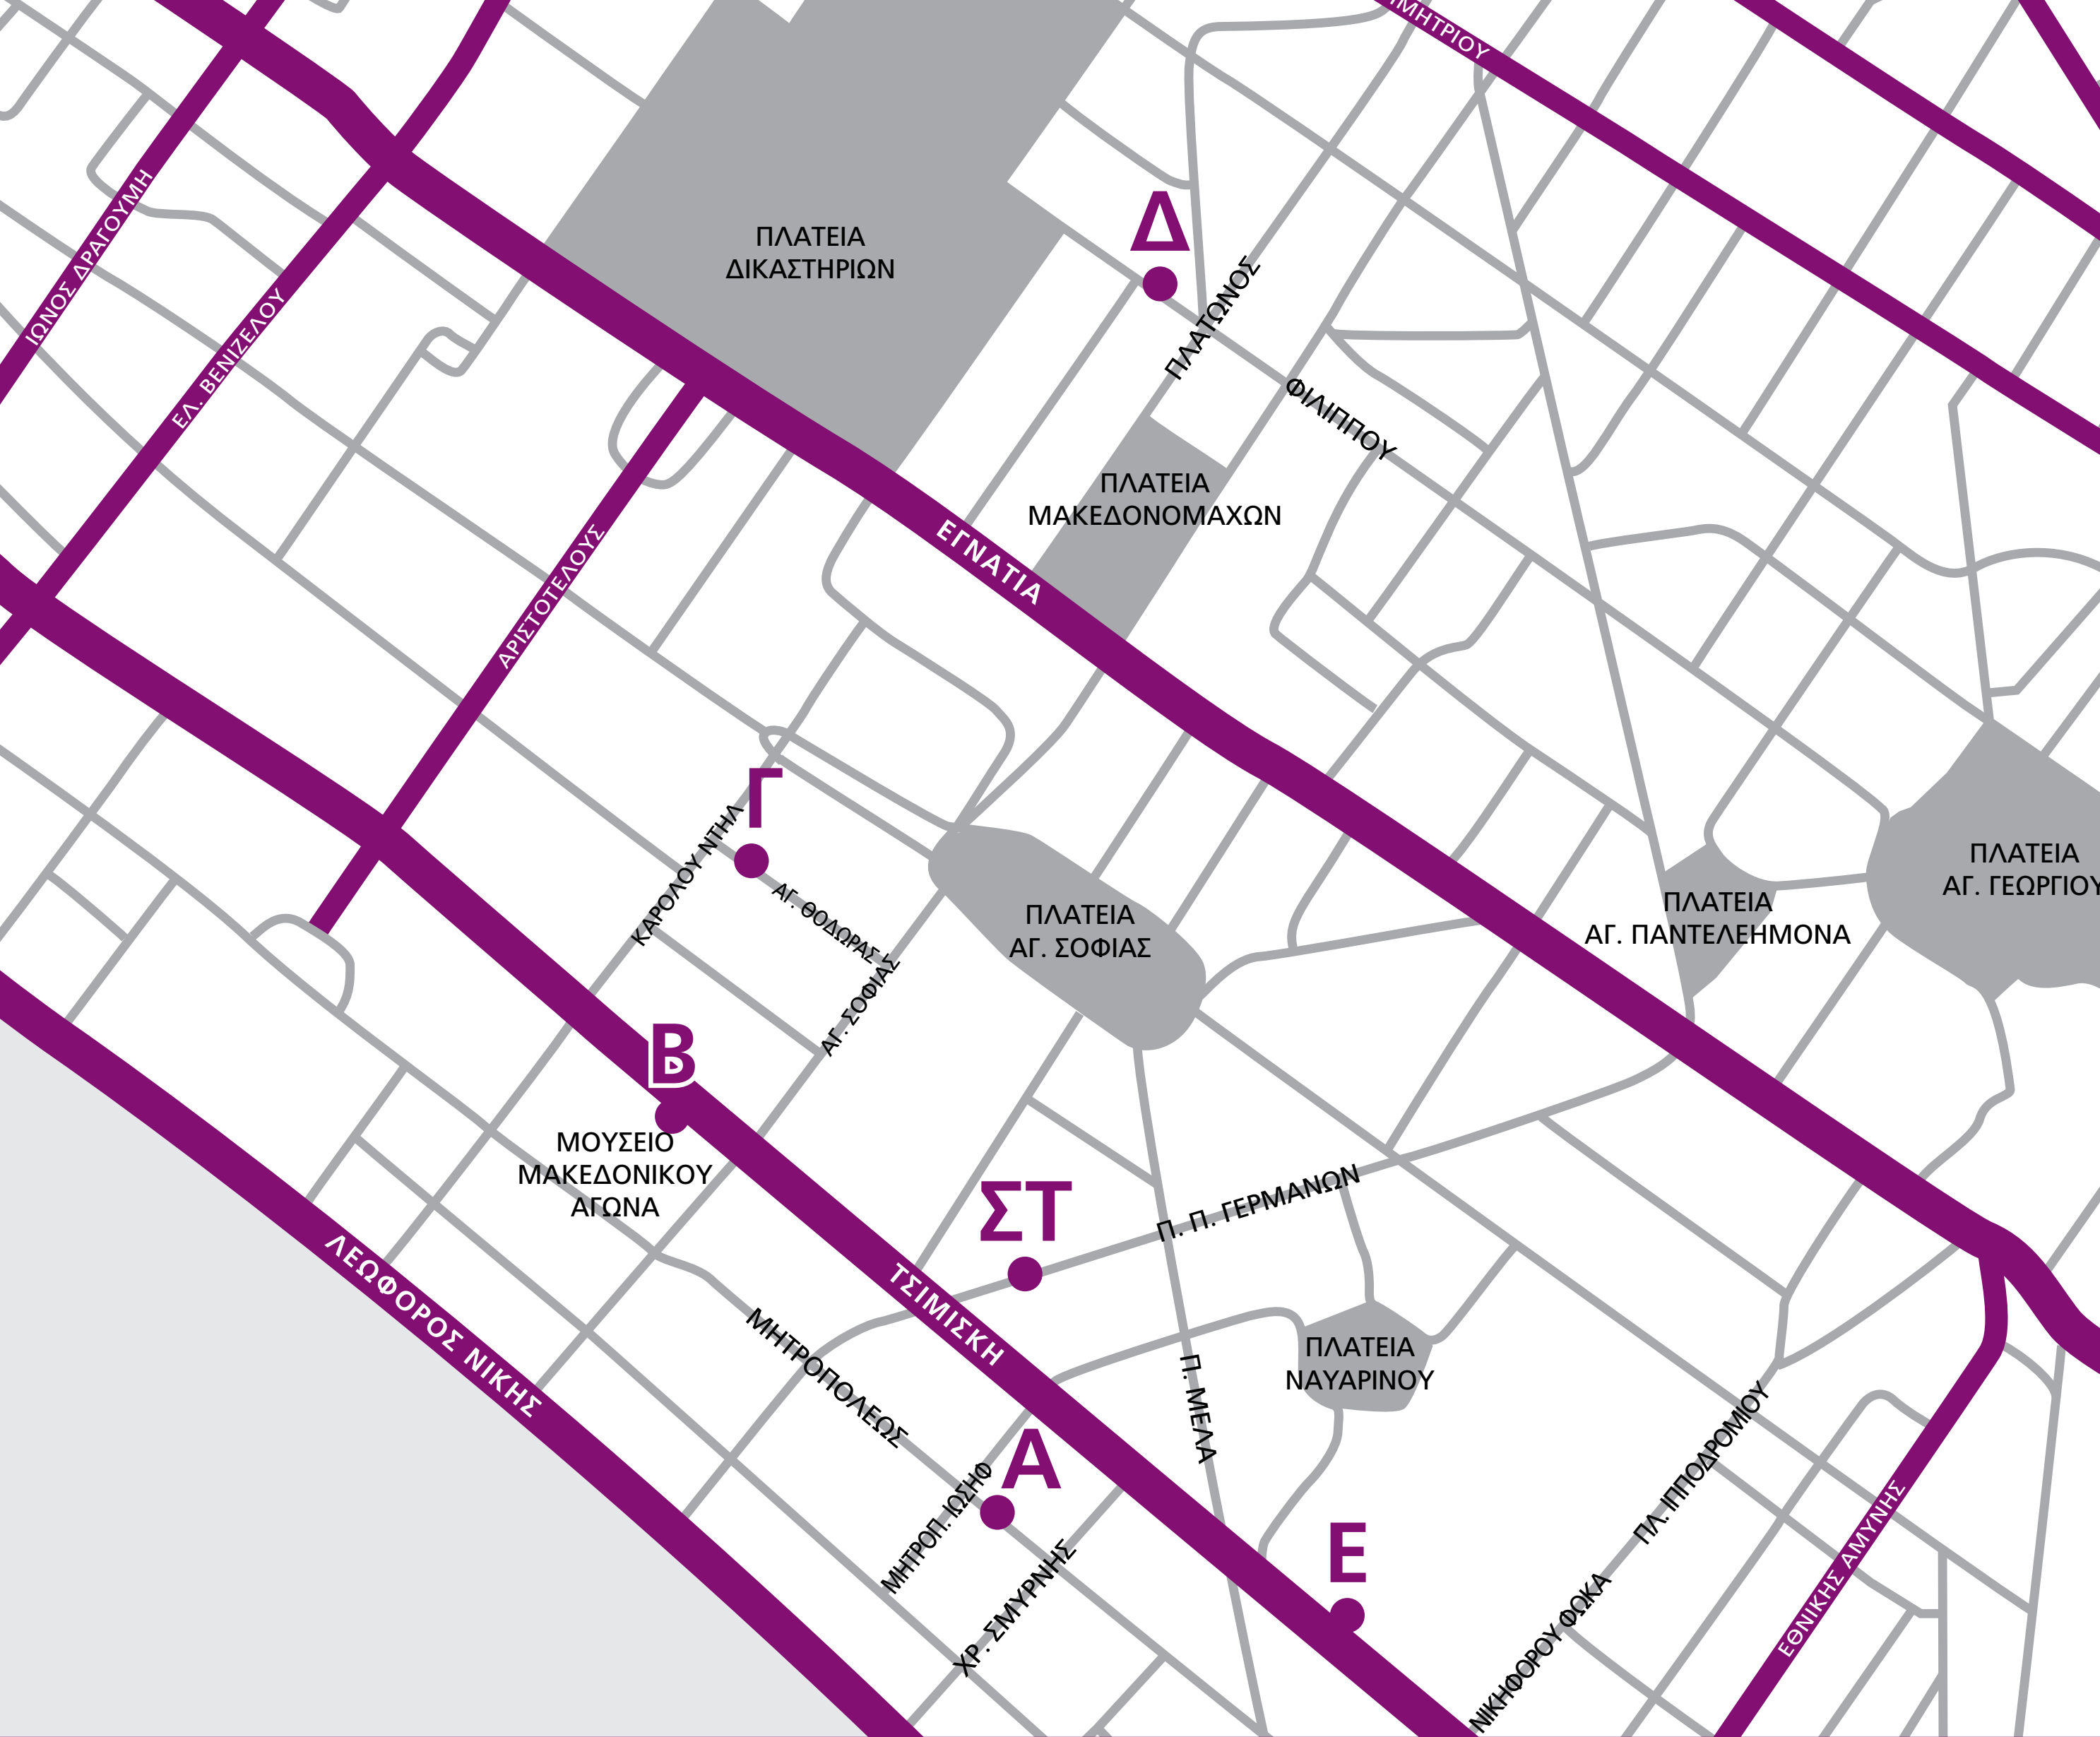 ΙΜΗΤΡΙΟΥ
ΙΩΝΟΣ ΔΡΑΓΟΥΜΗ
ΕΛ. ΒΕΝΙΖΕΛΟΥ
ΠΛΑΤΕΙΑ
ΔΙΚΑΣΤΗΡΙΩΝ
Δ
ΠΛΑΤΩΝΟΣ
ΦΙΛΙΠΠΟΥ
ΠΛΑΤΕΙΑ
ΜΑΚΕΔΟΝΟΜΑΧΩΝ
ΕΓΝΑΤΙΑ
ΑΡΙΣΤΟΤΕΛΟΥΣ
Γ
ΚΑΡΟΛΟΥ ΝΤΗΛ
ΑΓ. ΘΟΔΩΡΑΣ
ΑΓ. ΣΟΦΙΑΣ
ΠΛΑΤΕΙΑ
ΑΓ. ΣΟΦΙΑΣ
ΠΛΑΤΕΙΑ
ΑΓ. ΠΑΝΤΕΛΕΗΜΟΝΑ
ΠΛΑΤΕΙΑ
ΑΓ. ΓΕΩΡΓΙΟΥ
Β
ΜΟΥΣΕΙΟ
ΜΑΚΕΔΟΝΙΚΟΥ
ΑΓΩΝΑ
ΣΤ
Π. Π. ΓΕΡΜΑΝΩΝ
ΛΕΩΦΟΡΟΣ ΝΙΚΗΣ
ΤΣΙΜΙΣΚΗ
ΜΗΤΡΟΠΟΛΕΩΣ
ΠΛΑΤΕΙΑ
ΝΑΥΑΡΙΝΟΥ
Π. ΜΕΛΑ
Α
ΜΗΤΡΟΠ. ΙΩΣΗΦ
ΧΡ. ΣΜΥΡΝΗΣ
Ε
ΠΛ. ΙΠΠΟΔΡΟΜΙΟΥ
ΝΙΚΗΦΟΡΟΥ ΦΩΚΑ
ΕΘΝΙΚΗΣ ΑΜΥΝΗΣ